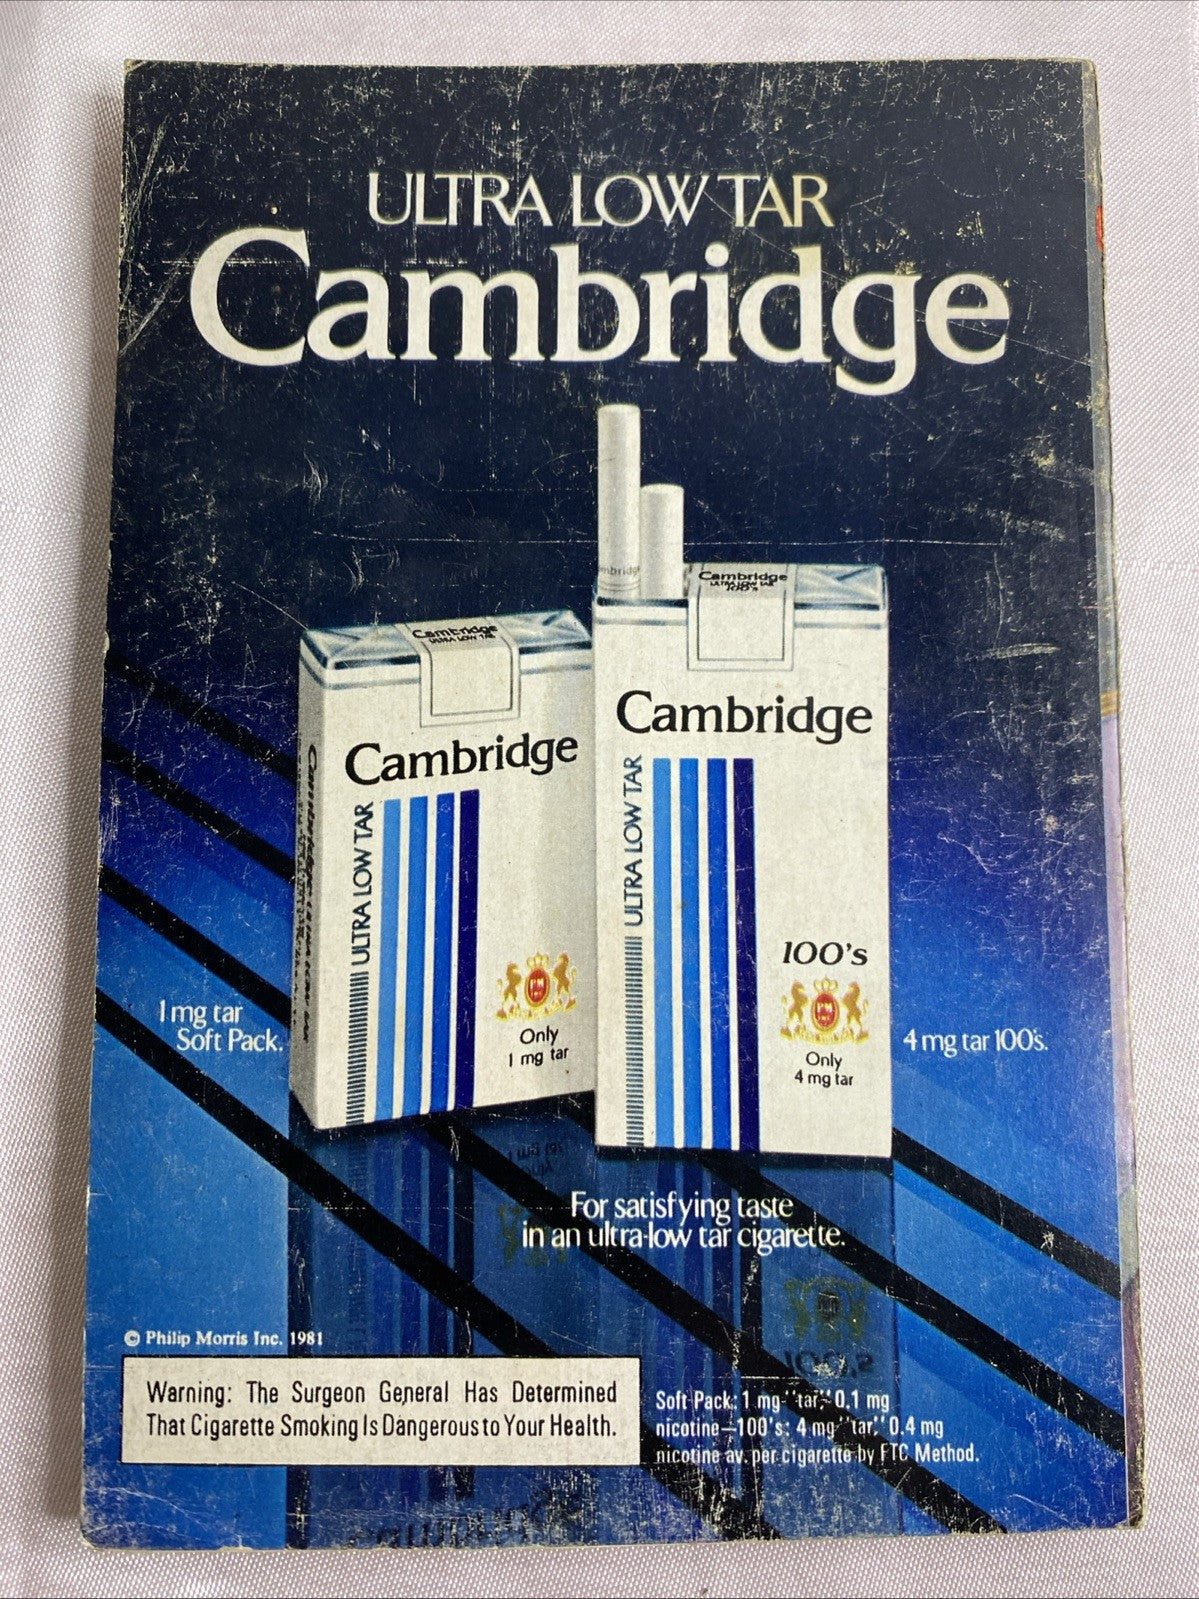 ULTRA LOW TAR
Cambridge
Cambridge
ULTRA LOW TAR
Cambridge
ULTRA LOW TAR
100's
Cambridge
ULTRA LOW TAR
PM
INC.
Only
1 mg tar
Cambridge
ULTRA LOW TAR
100's
PM
INC.
Only
4 mg tar
1 mg tar
Soft Pack.
4 mg tar 100's.
For satisfying taste
in an ultra-low tar cigarette.
© Philip Morris Inc. 1981
Warning: The Surgeon General Has Determined
That Cigarette Smoking Is Dangerous to Your Health.
Soft Pack: 1 mg "tar," 0.1 mg
nicotine—100's: 4 mg "tar," 0.4 mg
nicotine av. per cigarette by FTC Method.